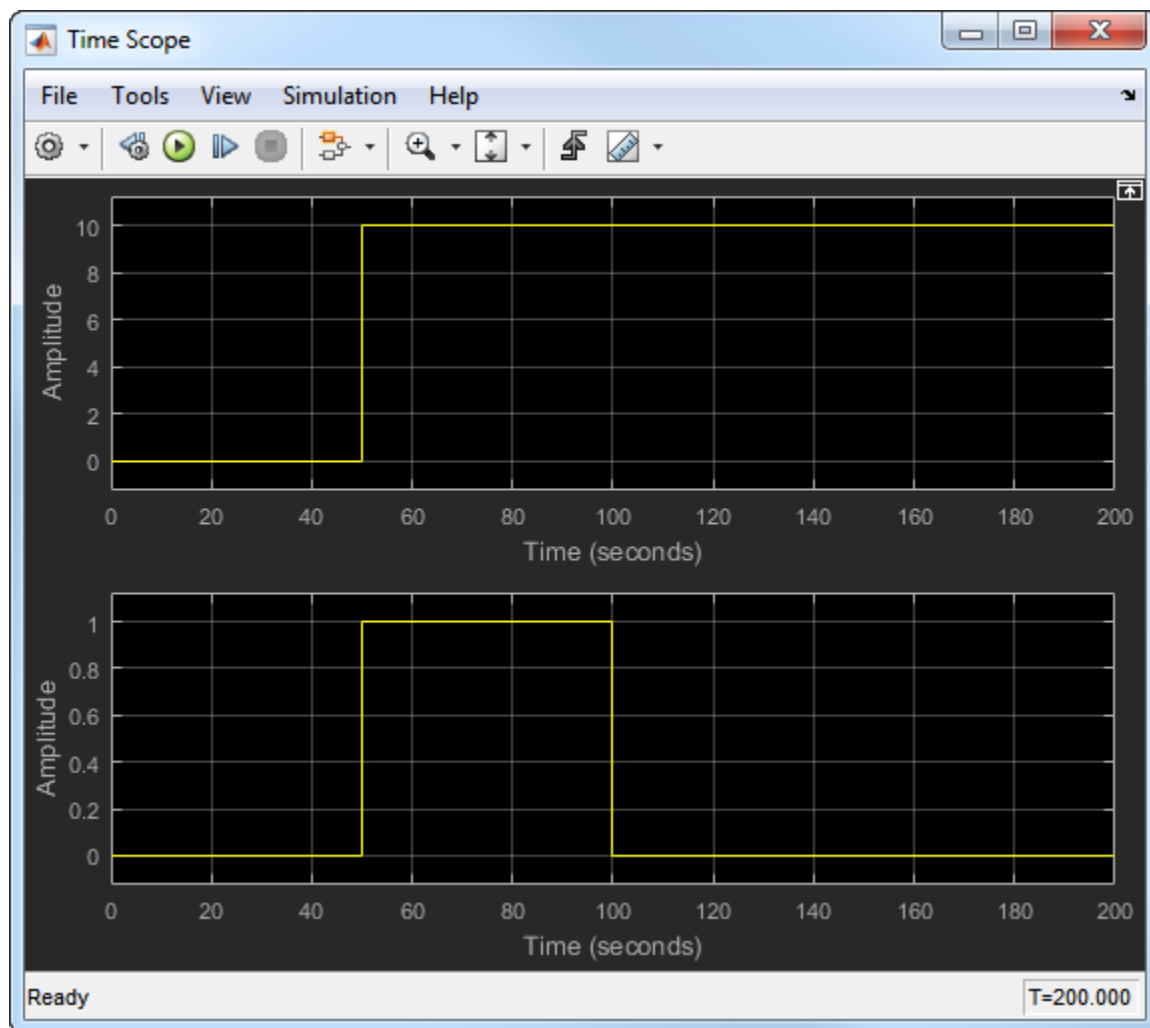 Time Scope
File Tools View Simulation Help
10
8
6
4
2
0
Amplitude
0 20 40 60 80 100 120 140 160 180 200
Time (seconds)
1
0.8
0.6
0.4
0.2
0
Amplitude
0 20 40 60 80 100 120 140 160 180 200
Time (seconds)
Ready T=200.000